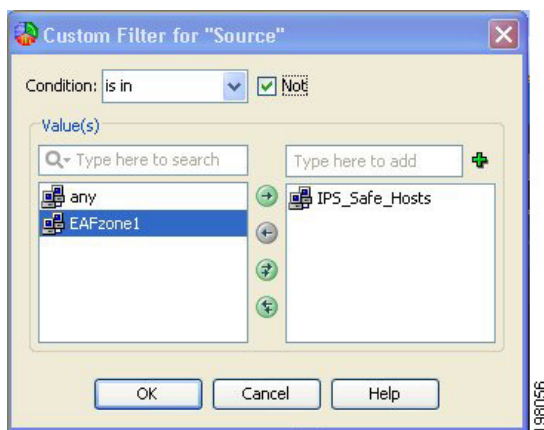 Custom Filter for "Source"
Condition: is in Not
Value(s)
Type here to search Type here to add
any IPS_Safe_Hosts
EAFzone1
OK Cancel Help
198056